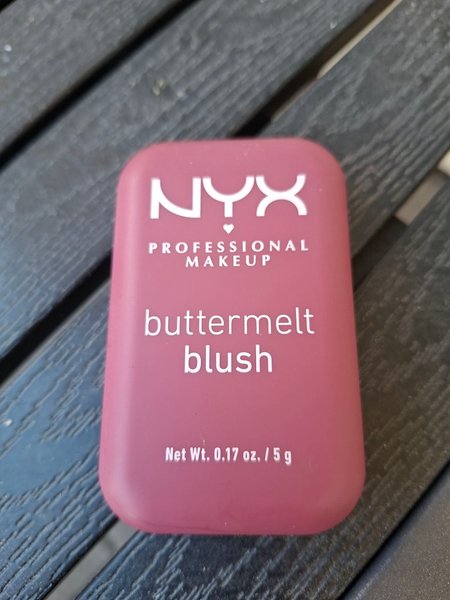 NYX
PROFESSIONAL
MAKEUP
buttermelt
blush
Net Wt. 0.17 oz. / 5 g